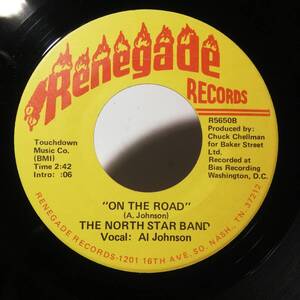 Renegade
RECORDS
Touchdown
Music Co.
(BMI)
Time 2:42
Intro: :06
R5650B
Produced by:
Chuck Chellman
for Baker Street
Ltd.
Recorded at
Bias Recording
Washington, D.C.
"ON THE ROAD"
(A. Johnson)
THE NORTH STAR BAND
Vocal: Al Johnson
RENEGADE RECORDS-1201 16TH AVE. SO. NASH., TN. 37212